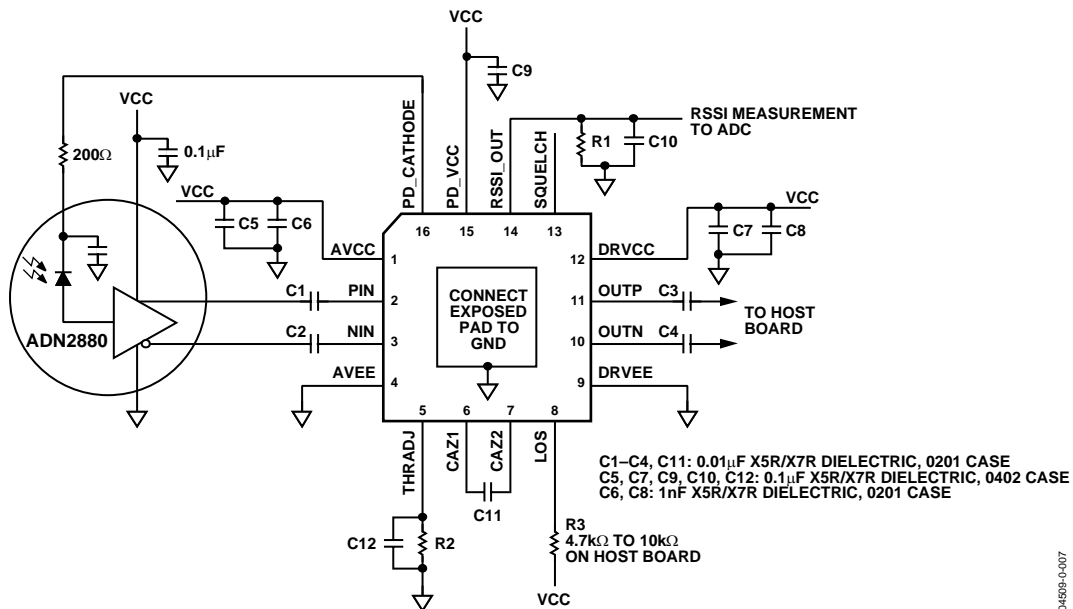 VCC
C9
VCC
RSSI MEASUREMENT
TO ADC
200Ω
0.1μF
PD_CATHODE
PD_VCC
RSSI_OUT
R1
C10
SQUELCH
VCC
VCC
C5
C6
C7
C8
16
15
14
13
AVCC
1
12
DRVCC
C1
PIN
2
CONNECT
EXPOSED
PAD TO
GND
11
OUTP
C3
TO HOST
BOARD
C2
NIN
3
10
OUTN
C4
ADN2880
AVEE
4
9
DRVEE
5
6
7
8
THRADJ
CAZ1
CAZ2
LOS
C11
C12
R2
R3
4.7kΩ TO 10kΩ
ON HOST BOARD
VCC
C1–C4, C11: 0.01μF X5R/X7R DIELECTRIC, 0201 CASE
C5, C7, C9, C10, C12: 0.1μF X5R/X7R DIELECTRIC, 0402 CASE
C6, C8: 1nF X5R/X7R DIELECTRIC, 0201 CASE
04509-0-007